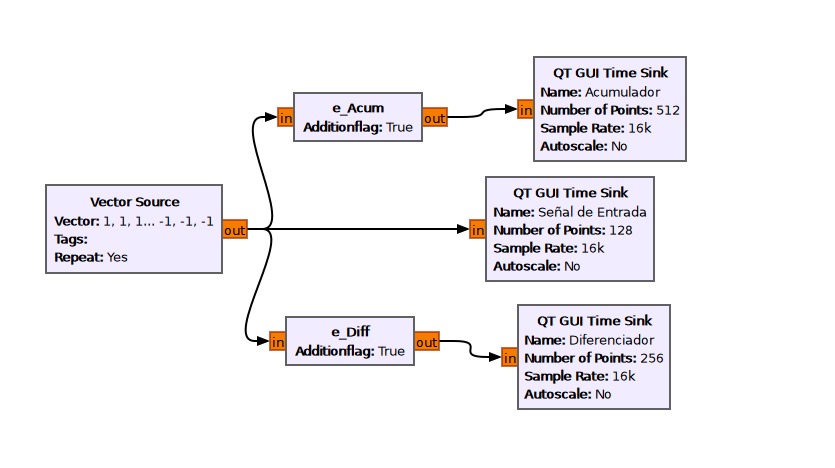 QT GUI Time Sink
Name: Acumulador
Number of Points: 512
Sample Rate: 16k
Autoscale: No
in
e_Acum
Additionflag: True
in
out
QT GUI Time Sink
Name: Señal de Entrada
Number of Points: 128
Sample Rate: 16k
Autoscale: No
in
Vector Source
Vector: 1, 1, 1... -1, -1, -1
Tags:
Repeat: Yes
out
e_Diff
Additionflag: True
in
out
QT GUI Time Sink
Name: Diferenciador
Number of Points: 256
Sample Rate: 16k
Autoscale: No
in